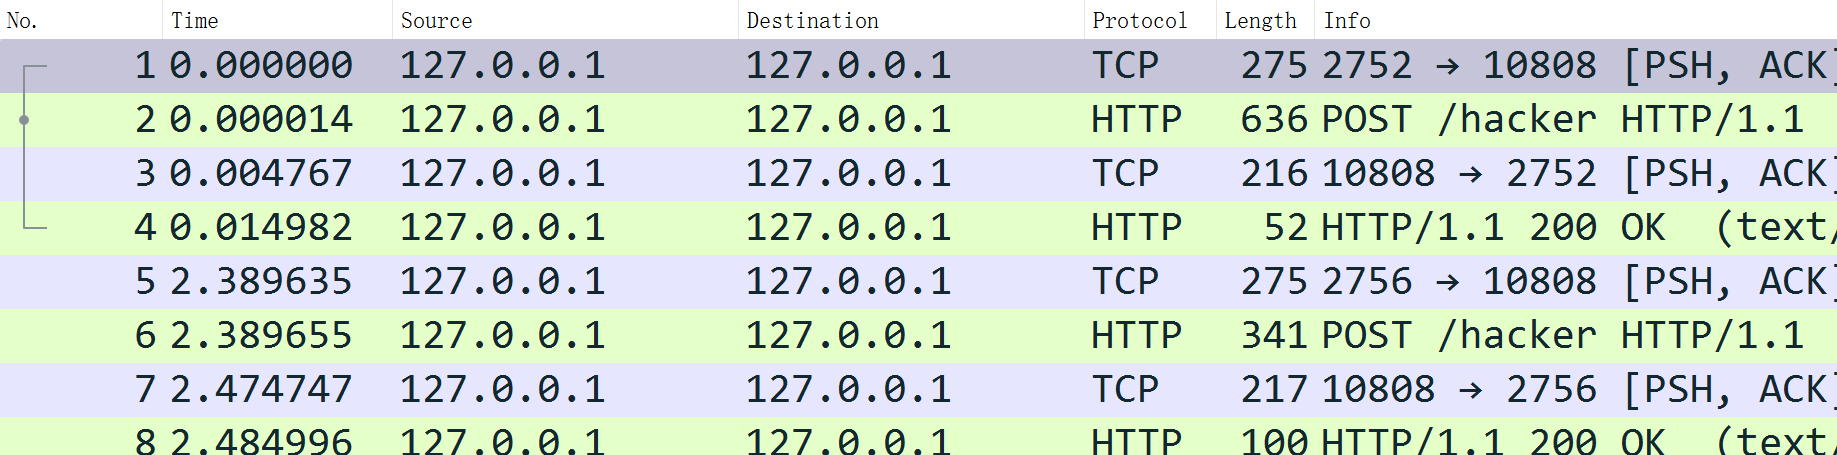 No. Time Source Destination Protocol Length Info
1 0.000000 127.0.0.1 127.0.0.1 TCP 275 2752 → 10808 [PSH, ACK]
2 0.000014 127.0.0.1 127.0.0.1 HTTP 636 POST /hacker HTTP/1.1
3 0.004767 127.0.0.1 127.0.0.1 TCP 216 10808 → 2752 [PSH, ACK]
4 0.014982 127.0.0.1 127.0.0.1 HTTP 52 HTTP/1.1 200 OK (text/
5 2.389635 127.0.0.1 127.0.0.1 TCP 275 2756 → 10808 [PSH, ACK]
6 2.389655 127.0.0.1 127.0.0.1 HTTP 341 POST /hacker HTTP/1.1
7 2.474747 127.0.0.1 127.0.0.1 TCP 217 10808 → 2756 [PSH, ACK]
8 2.484996 127.0.0.1 127.0.0.1 HTTP 100 HTTP/1.1 200 OK (text/